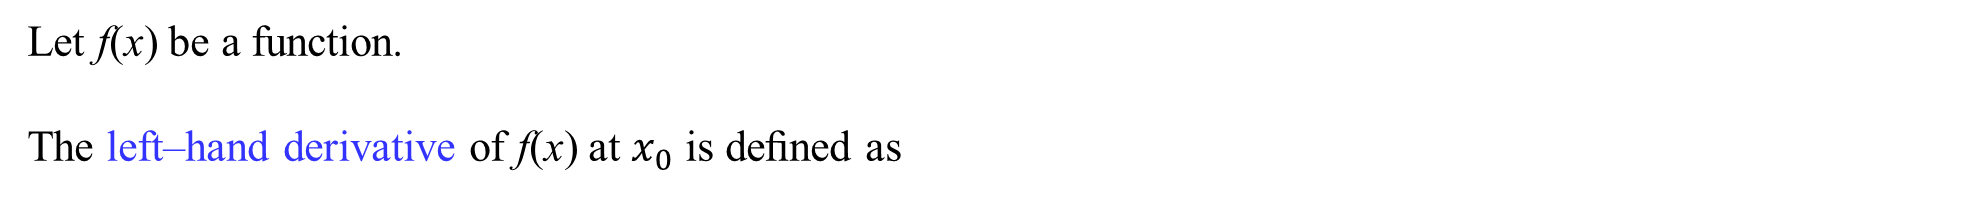 Let f(x) be a function.
The left–hand derivative of f(x) at x₀ is defined as